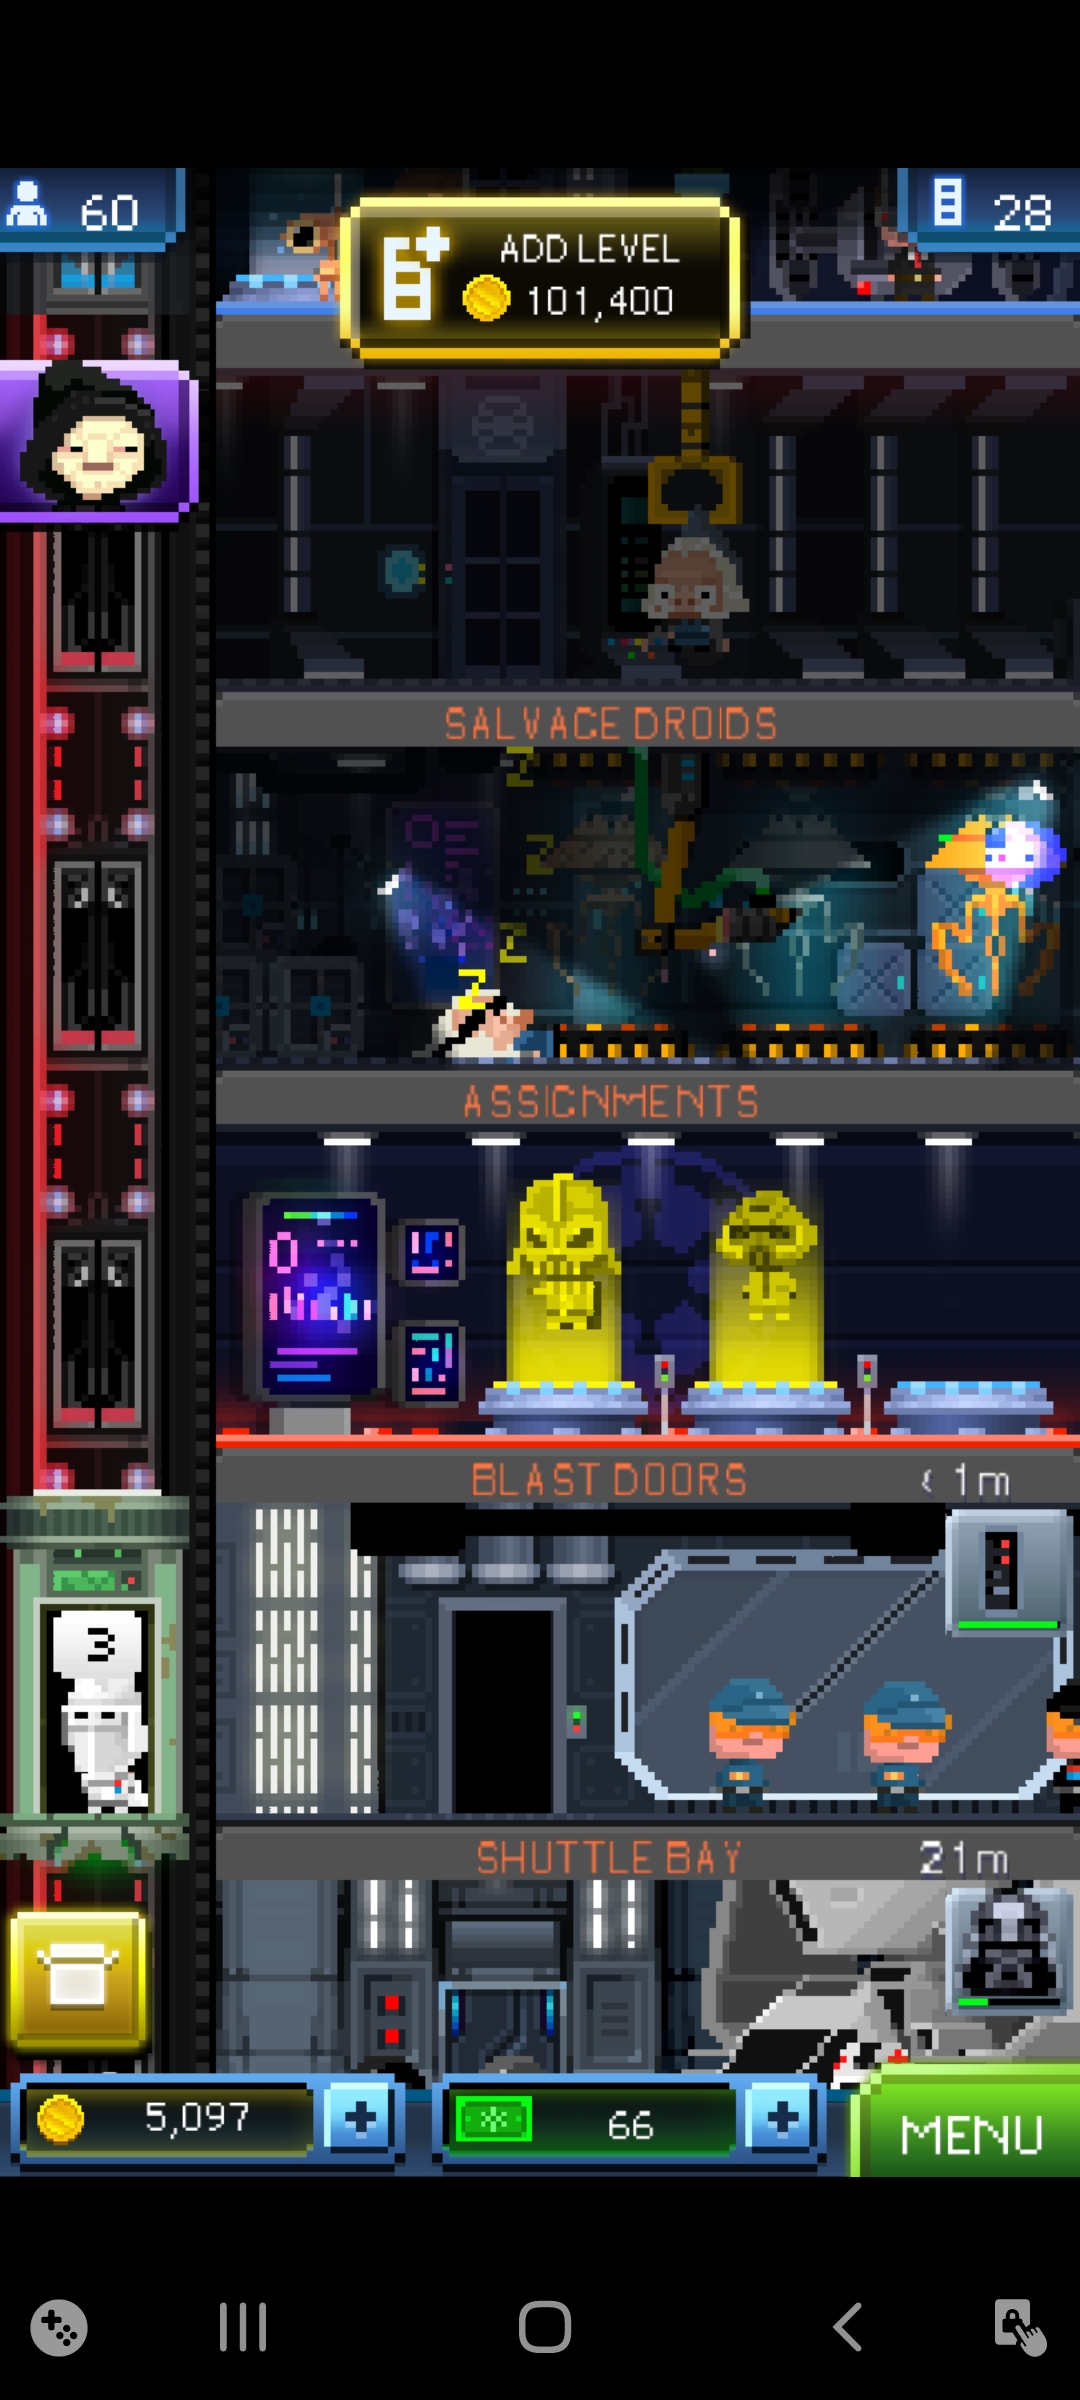 60
28
ADD LEVEL
101,400
SALVAGE DROIDS
Z
Z
Z
Z
ASSIGNMENTS
BLAST DOORS < 1m
3
SHUTTLE BAY 21m
5,097
66
MENU